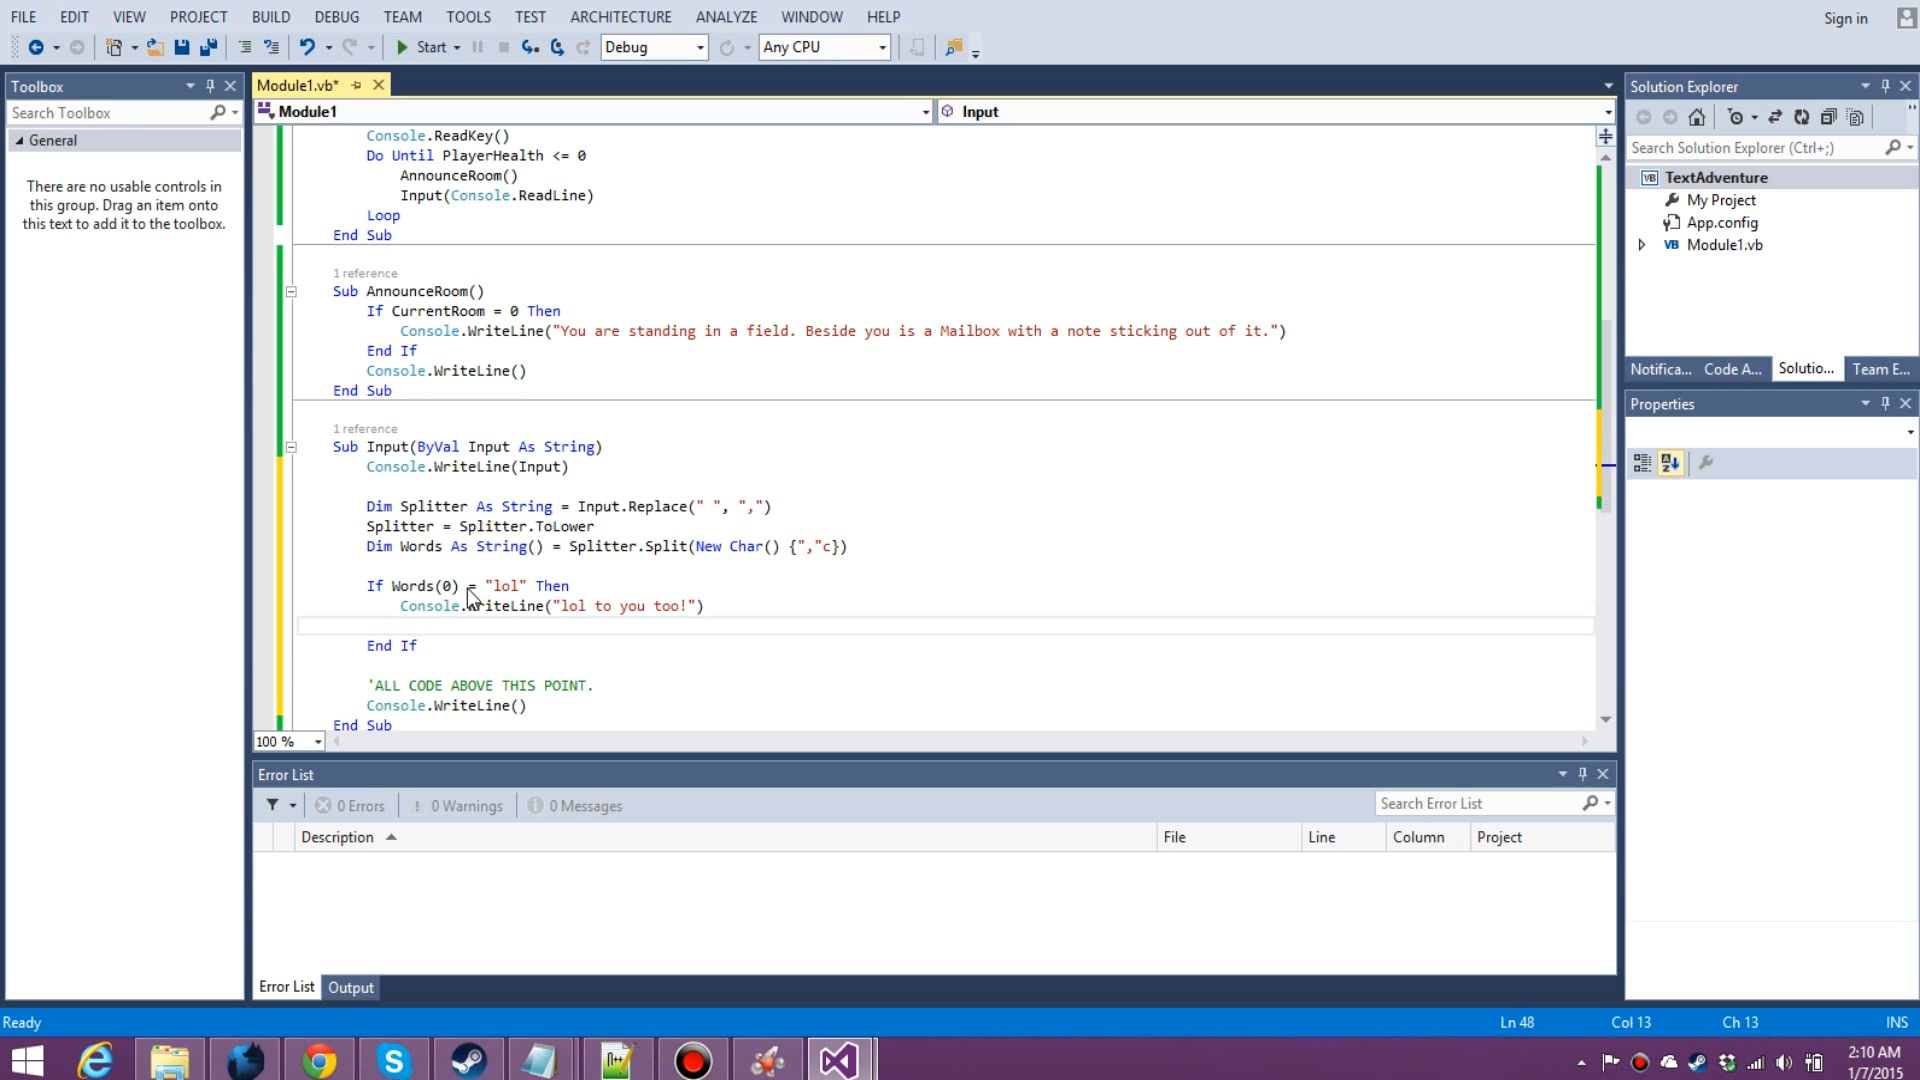 FILE EDIT VIEW PROJECT BUILD DEBUG TEAM TOOLS TEST ARCHITECTURE ANALYZE WINDOW HELP
Sign in
Start Debug Any CPU
Toolbox
Search Toolbox
General
There are no usable controls in
this group. Drag an item onto
this text to add it to the toolbox.
Module1.vb*
Module1 Input
Console.ReadKey()
Do Until PlayerHealth <= 0
AnnounceRoom()
Input(Console.ReadLine)
Loop
End Sub
1 reference
Sub AnnounceRoom()
If CurrentRoom = 0 Then
Console.WriteLine("You are standing in a field. Beside you is a Mailbox with a note sticking out of it.")
End If
Console.WriteLine()
End Sub
1 reference
Sub Input(ByVal Input As String)
Console.WriteLine(Input)
Dim Splitter As String = Input.Replace(" ", ",")
Splitter = Splitter.ToLower
Dim Words As String() = Splitter.Split(New Char() {","c})
If Words(0) = "lol" Then
Console.WriteLine("lol to you too!")
End If
'ALL CODE ABOVE THIS POINT.
Console.WriteLine()
End Sub
100 %
Error List
0 Errors 0 Warnings 0 Messages
Search Error List
Description File Line Column Project
Error List Output
Solution Explorer
Search Solution Explorer (Ctrl+;)
VB TextAdventure
My Project
App.config
VB Module1.vb
Notifica... Code A... Solutio... Team E...
Properties
Ready Ln 48 Col 13 Ch 13 INS
2:10 AM
1/7/2015